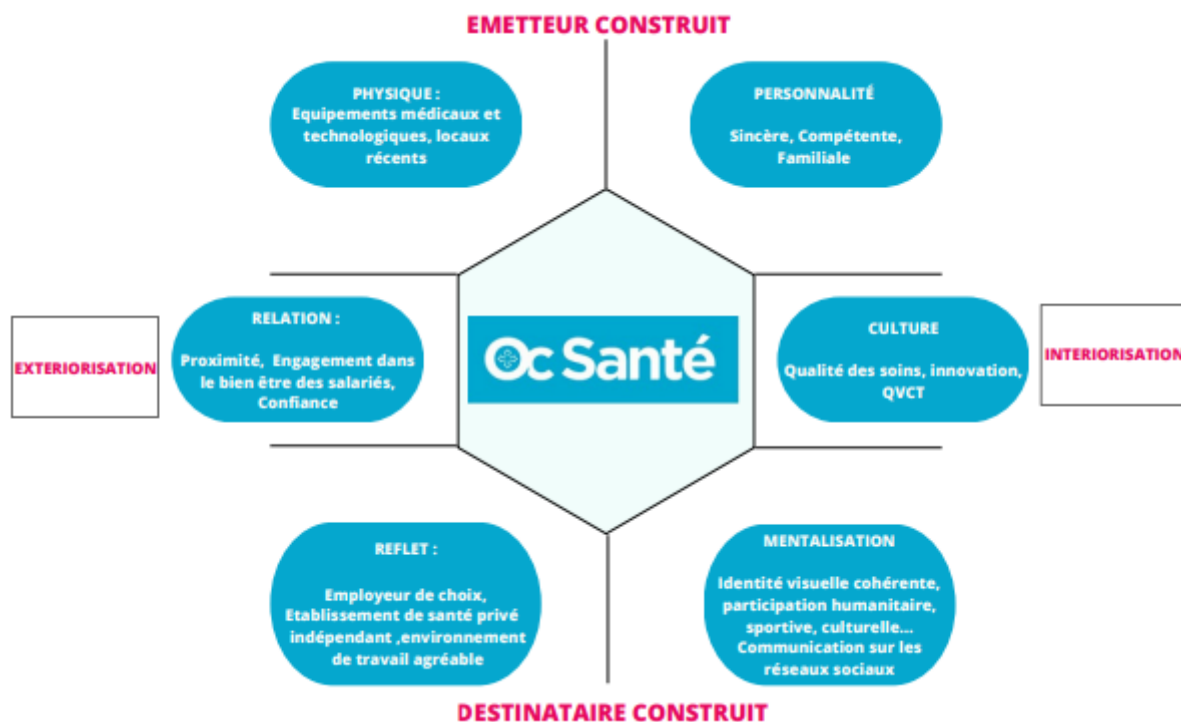 EMETTEUR CONSTRUIT
PHYSIQUE :
Equipements médicaux et
technologiques, locaux
récents
PERSONNALITÉ
Sincère, Compétente,
Familiale
EXTERIORISATION
RELATION :
Proximité, Engagement dans
le bien être des salariés,
Confiance
Oc Santé
CULTURE
Qualité des soins, innovation,
QVCT
INTERIORISATION
REFLET :
Employeur de choix,
Etablissement de santé privé
indépendant ,environnement
de travail agréable
MENTALISATION
Identité visuelle cohérente,
participation humanitaire,
sportive, culturelle...
Communication sur les
réseaux sociaux
DESTINATAIRE CONSTRUIT